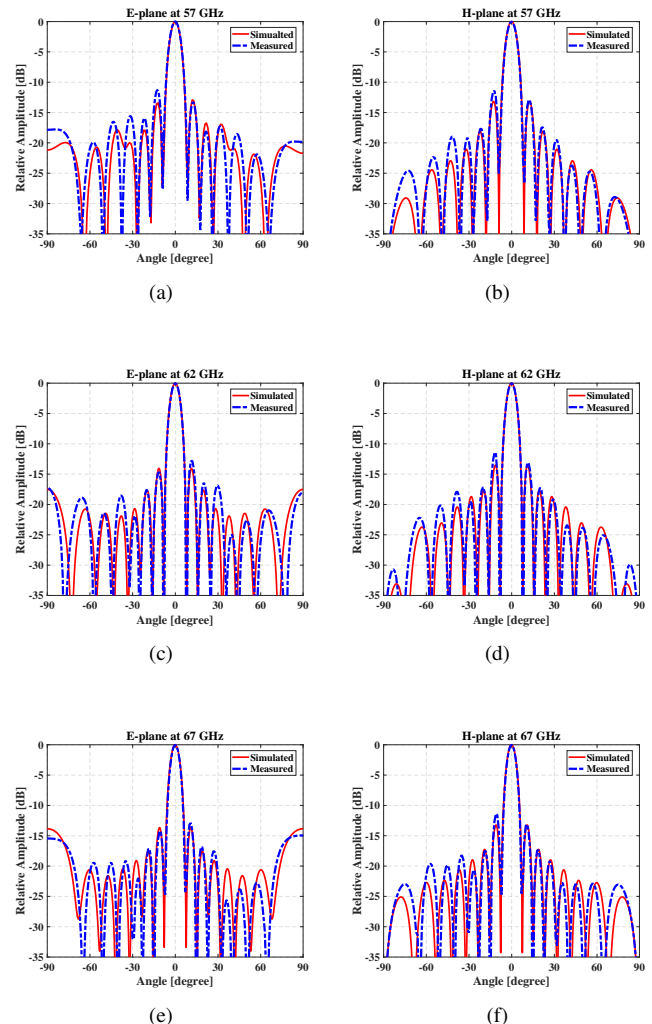 E-plane at 57 GHz
H-plane at 57 GHz
Simualted
Measured
Simulated
Measured
Relative Amplitude [dB]
Relative Amplitude [dB]
0
-5
-10
-15
-20
-25
-30
-35
0
-5
-10
-15
-20
-25
-30
-35
-90 -60 -30 0 30 60 90
-90 -60 -30 0 30 60 90
Angle [degree]
Angle [degree]
(a)
(b)
E-plane at 62 GHz
H-plane at 62 GHz
Simulated
Measured
Simulated
Measured
Relative Amplitude [dB]
Relative Amplitude [dB]
0
-5
-10
-15
-20
-25
-30
-35
0
-5
-10
-15
-20
-25
-30
-35
-90 -60 -30 0 30 60 90
-90 -60 -30 0 30 60 90
Angle [degree]
Angle [degree]
(c)
(d)
E-plane at 67 GHz
H-plane at 67 GHz
Simulated
Measured
Simulated
Measured
Relative Amplitude [dB]
Relative Amplitude [dB]
0
-5
-10
-15
-20
-25
-30
-35
0
-5
-10
-15
-20
-25
-30
-35
-90 -60 -30 0 30 60 90
-90 -60 -30 0 30 60 90
Angle [degree]
Angle [degree]
(e)
(f)